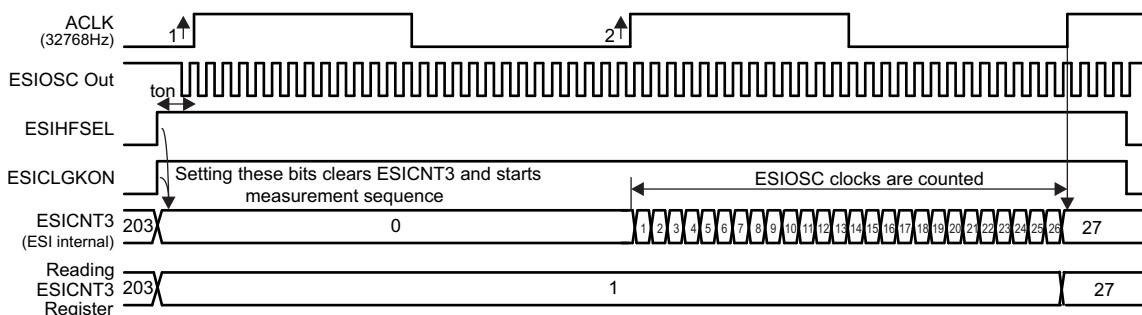 ACLK
(32768Hz)
1
2
ESIOSC Out
ton
ESIHFSEL
ESICLGKON
Setting these bits clears ESICNT3 and starts
measurement sequence
ESIOSC clocks are counted
ESICNT3
(ESI internal)
203
0
1 2 3 4 5 6 7 8 9 10 11 12 13 14 15 16 17 18 19 20 21 22 23 24 25 26
27
Reading
ESICNT3
Register
203
1
27